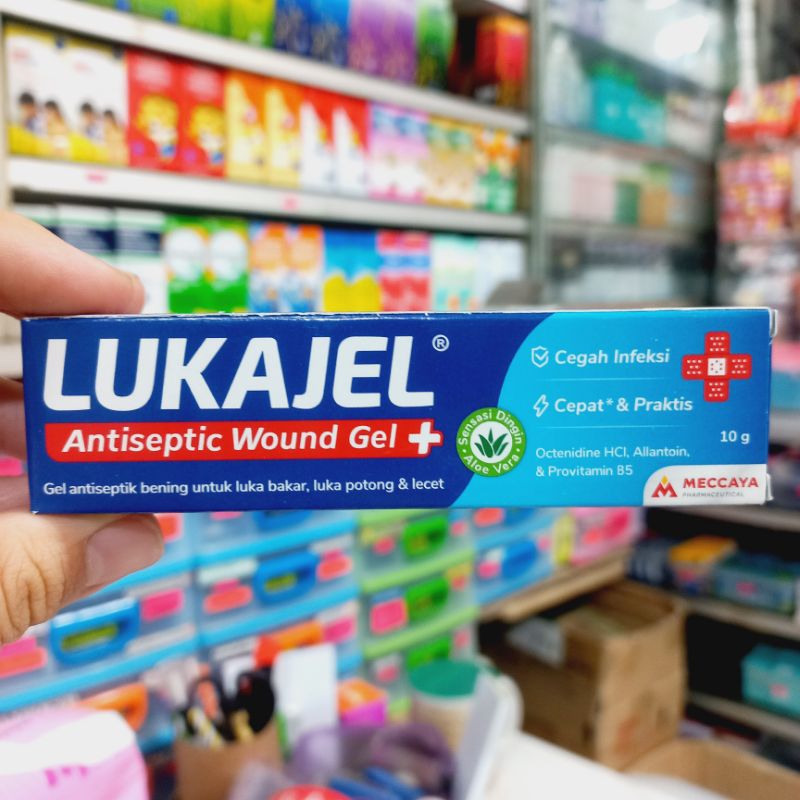 LUKAJEL®
Antiseptic Wound Gel +
Gel antiseptik bening untuk luka bakar, luka potong & lecet
Sensasi Dingin
Aloe Vera
Cegah Infeksi
Cepat* & Praktis
10 g
Octenidine HCl, Allantoin,
& Provitamin B5
MECCAYA
PHARMACEUTICAL